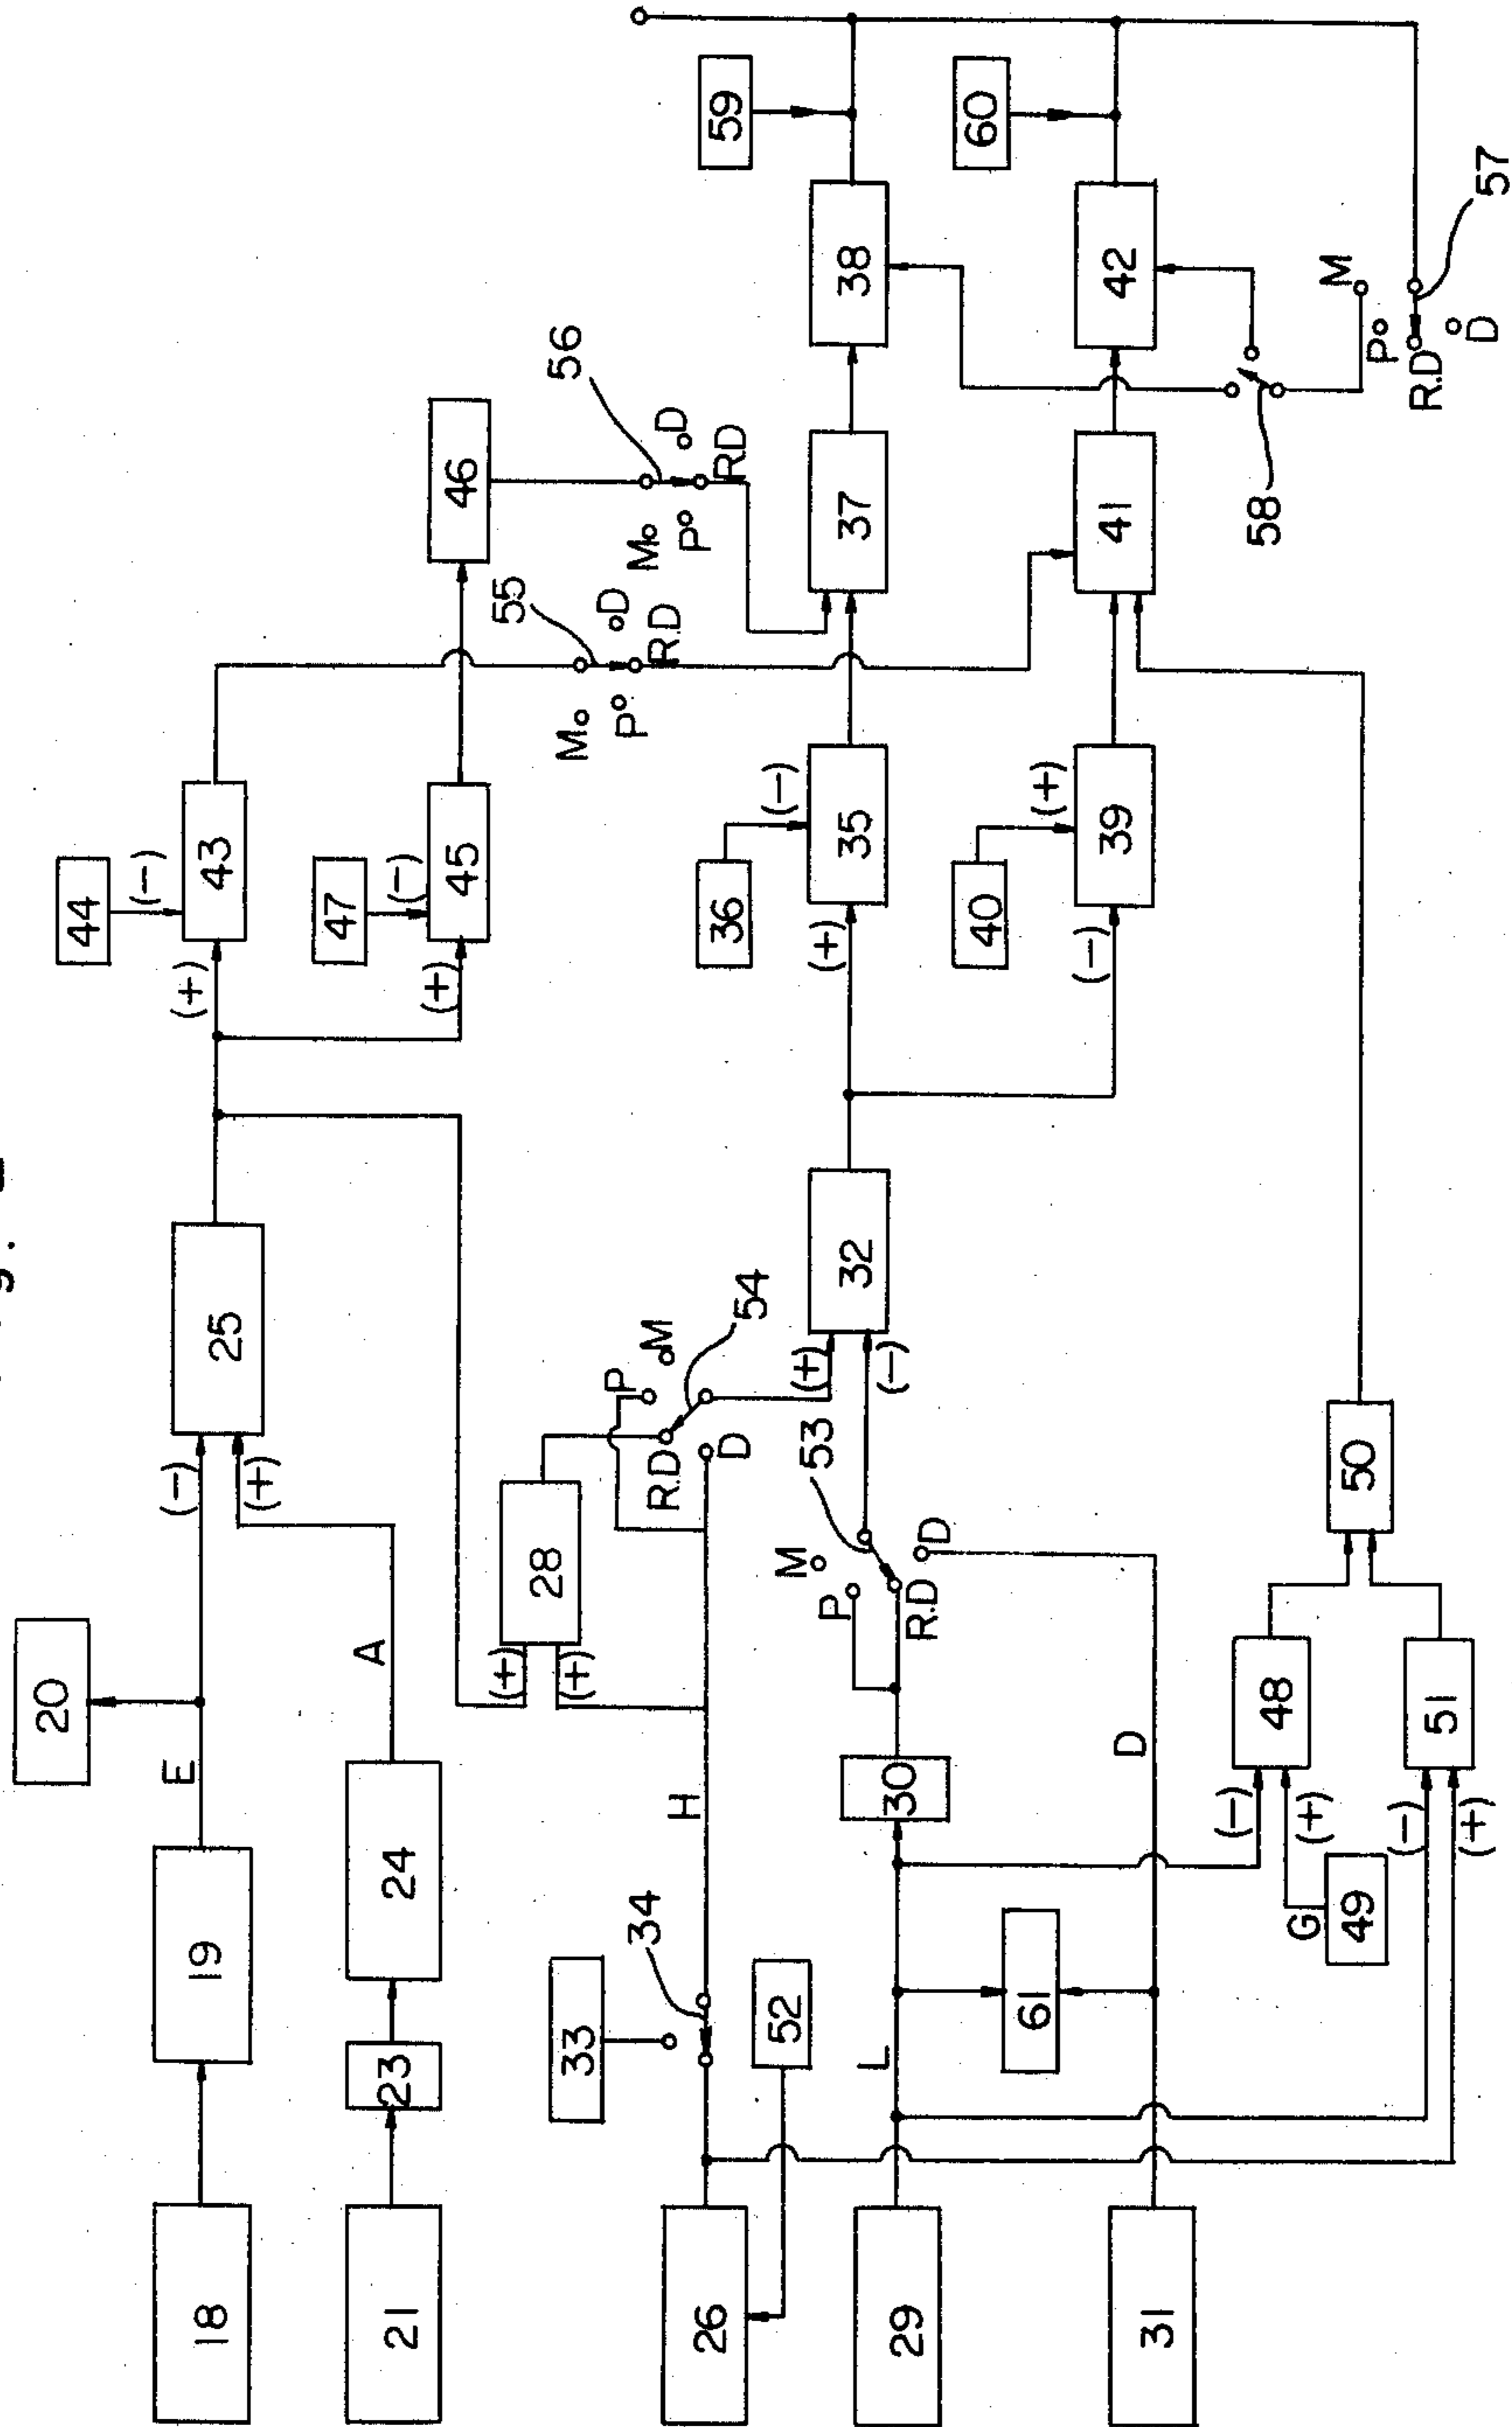 20
44
(-)
18
19
E
(-)
25
(+)
43
(+)
21
23
24
A
47
(-)
(+)
45
46
55
56
28
(+)
(+)
R.D
P
M
D
54
M
P
D
R.D
M
P
D
R.D
33
34
H
52
36
(-)
59
26
(+)
(+)
35
37
38
29
L
30
P
M
R.D
D
53
(-)
32
61
40
(+)
60
31
D
(-)
39
41
42
58
G
49
(-)
(+)
48
50
M
P
R.D
D
57
(-)
(+)
51